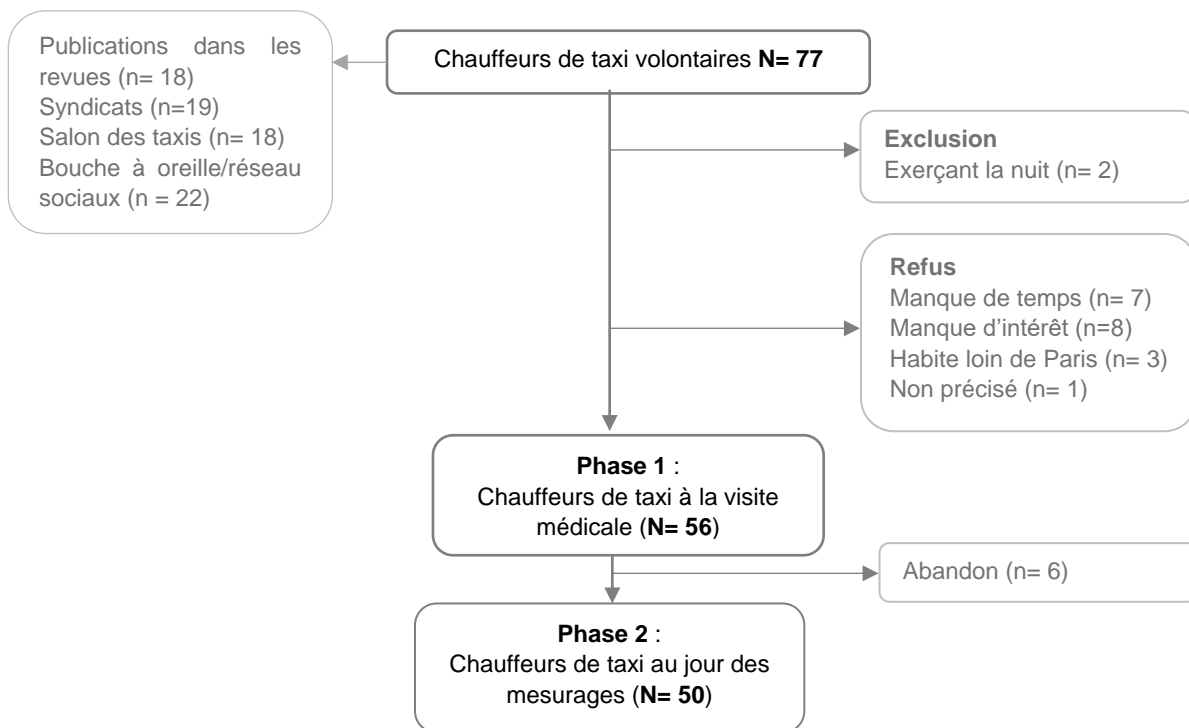 Publications dans les
revues (n= 18)
Syndicats (n=19)
Salon des taxis (n= 18)
Bouche à oreille/réseau
sociaux (n = 22)
Chauffeurs de taxi volontaires N= 77
Exclusion
Exerçant la nuit (n= 2)
Refus
Manque de temps (n= 7)
Manque d'intérêt (n=8)
Habite loin de Paris (n= 3)
Non précisé (n= 1)
Phase 1 :
Chauffeurs de taxi à la visite
médicale (N= 56)
Abandon (n= 6)
Phase 2 :
Chauffeurs de taxi au jour des
mesurages (N= 50)